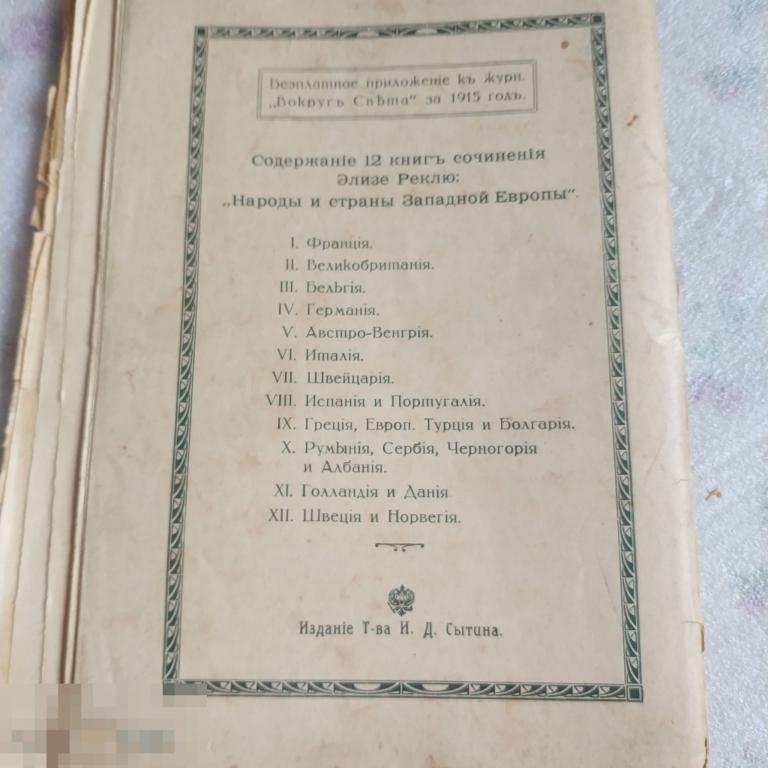 Безплатное приложеніе къ журн.
„Вокругъ Свѣта“ за 1915 годъ.
Содержаніе 12 книгъ сочиненія
Элизе Реклю:
„Народы и страны Западной Европы“.
I. Франція.
II. Великобританія.
III. Бельгія.
IV. Германія.
V. Австро-Венгрія.
VI. Италія.
VII. Швейцарія.
VIII. Испанія и Португалія.
IX. Греція, Европ. Турція и Болгарія.
X. Румынія, Сербія, Черногорія
и Албанія.
XI. Голландія и Данія
XII. Швеція и Норвегія.
Изданіе Т-ва И. Д. Сытина.